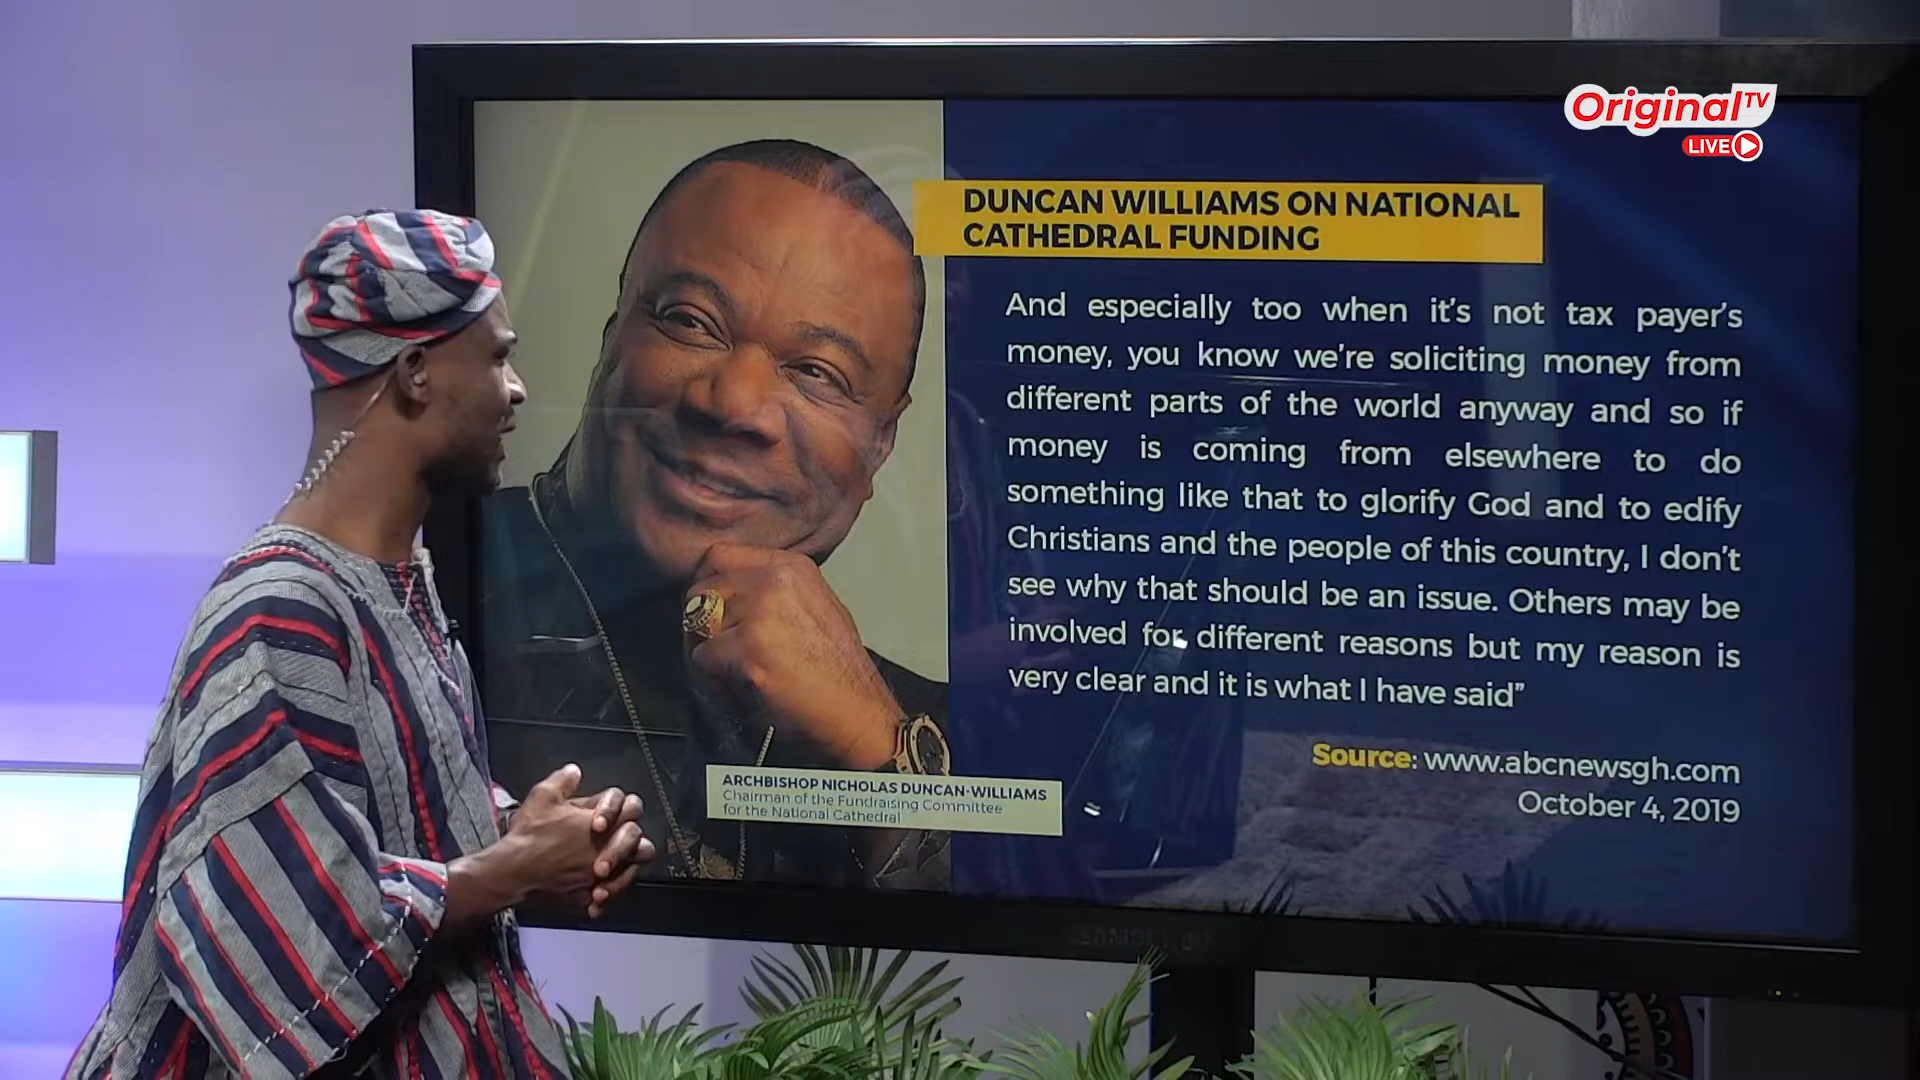 Original TV
LIVE
DUNCAN WILLIAMS ON NATIONAL
CATHEDRAL FUNDING
And especially too when it's not tax payer's
money, you know we're soliciting money from
different parts of the world anyway and so if
money is coming from elsewhere to do
something like that to glorify God and to edify
Christians and the people of this country, I don't
see why that should be an issue. Others may be
involved for different reasons but my reason is
very clear and it is what I have said”
Source: www.abcnewsgh.com
October 4, 2019
ARCHBISHOP NICHOLAS DUNCAN-WILLIAMS
Chairman of the Fundraising Committee
for the National Cathedral